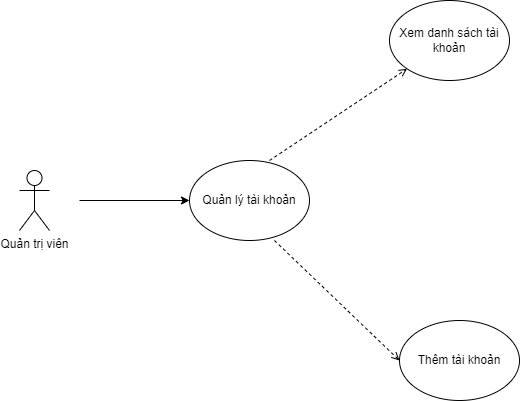 Xem danh sách tài
khoản
Quản lý tài khoản
Quản trị viên
Thêm tài khoản